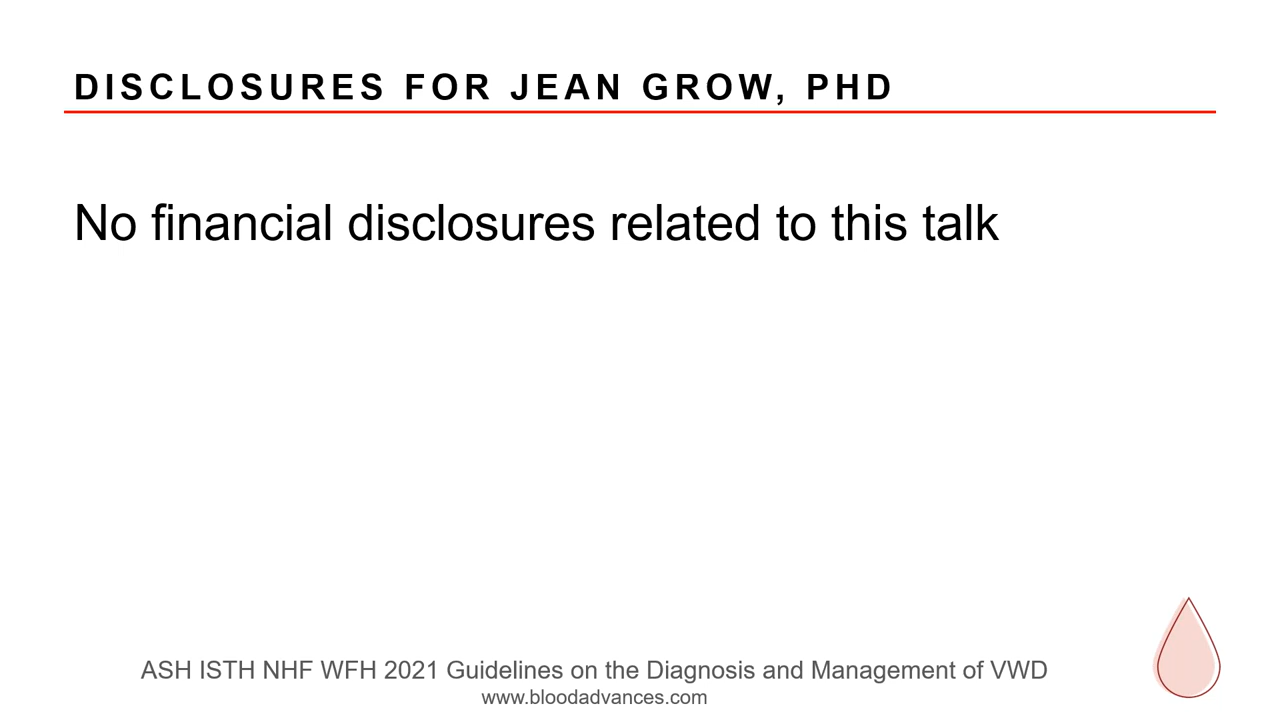 DISCLOSURES FOR JEAN GROW, PHD
No financial disclosures related to this talk
ASH ISTH NHF WFH 2021 Guidelines on the Diagnosis and Management of VWD
www.bloodadvances.com